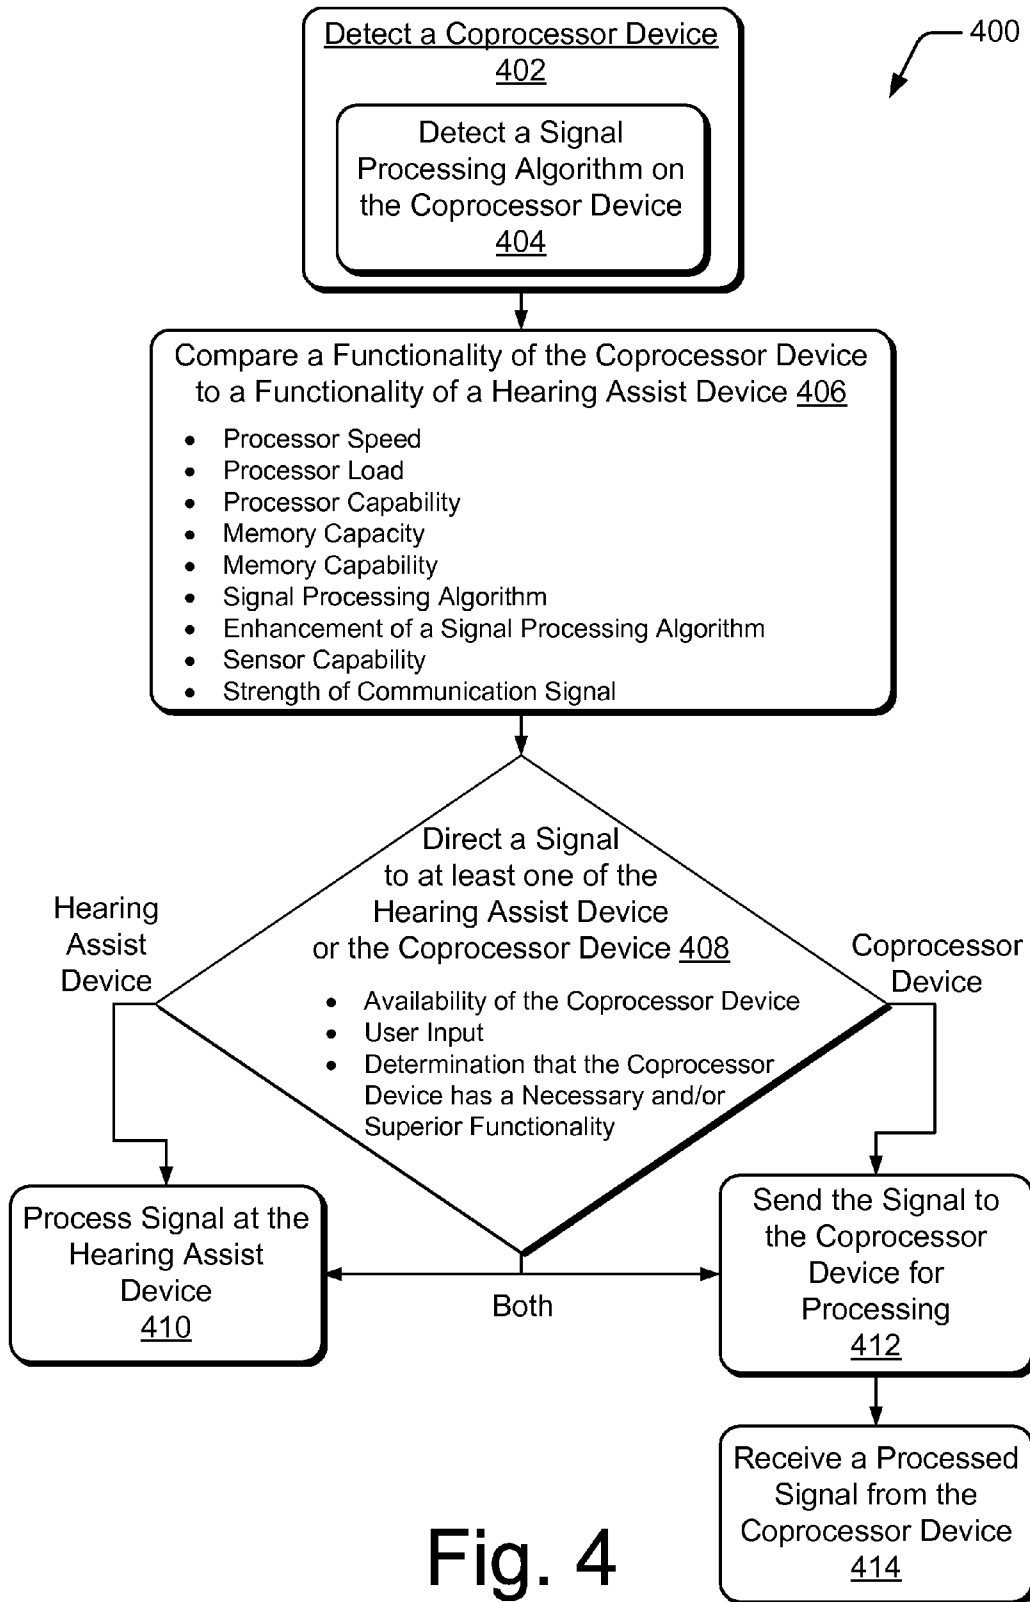 400
Detect a Coprocessor Device
402
Detect a Signal
Processing Algorithm on
the Coprocessor Device
404
Compare a Functionality of the Coprocessor Device
to a Functionality of a Hearing Assist Device 406
• Processor Speed
• Processor Load
• Processor Capability
• Memory Capacity
• Memory Capability
• Signal Processing Algorithm
• Enhancement of a Signal Processing Algorithm
• Sensor Capability
• Strength of Communication Signal
Direct a Signal
to at least one of the
Hearing Assist Device
or the Coprocessor Device 408
• Availability of the Coprocessor Device
• User Input
• Determination that the Coprocessor
Device has a Necessary and/or
Superior Functionality
Hearing
Assist
Device
Coprocessor
Device
Both
Process Signal at the
Hearing Assist
Device
410
Send the Signal to
the Coprocessor
Device for
Processing
412
Receive a Processed
Signal from the
Coprocessor Device
414
Fig. 4